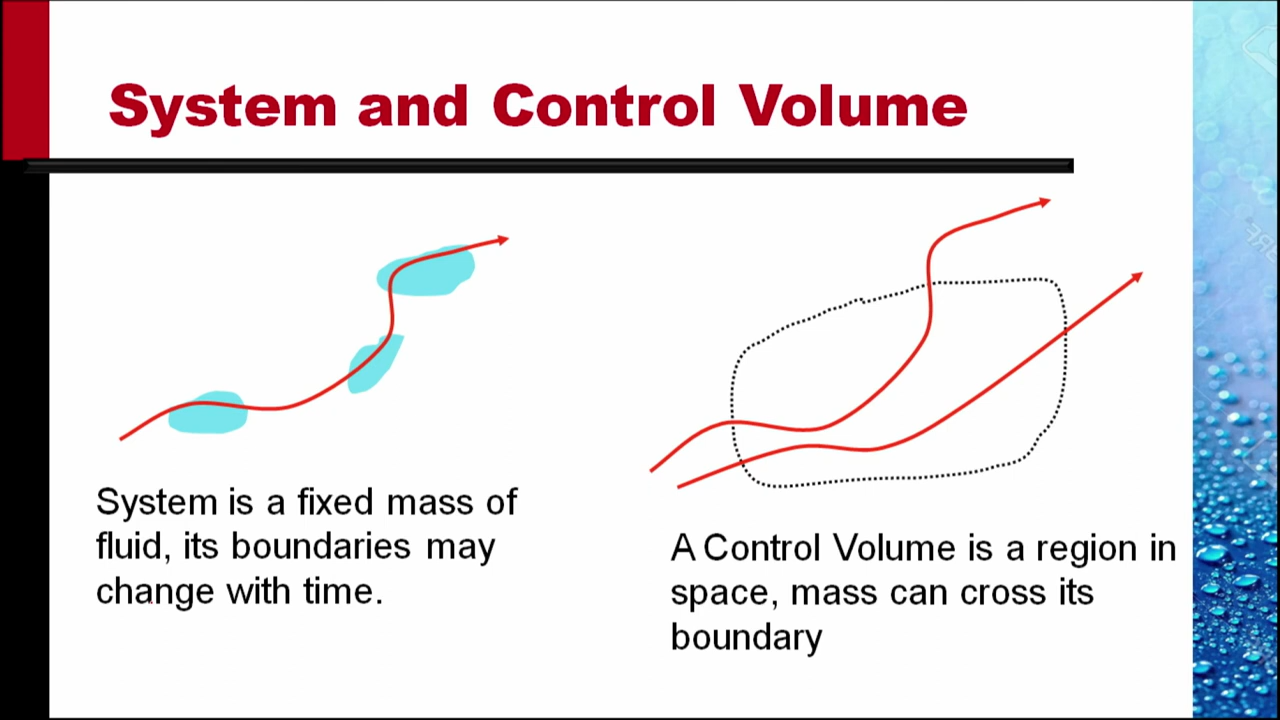 System and Control Volume
System is a fixed mass of
fluid, its boundaries may
change with time.
A Control Volume is a region in
space, mass can cross its
boundary